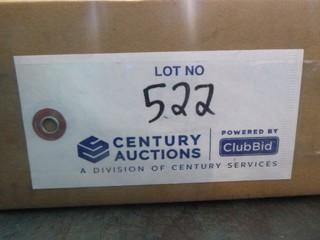 LOT NO
522
CENTURY AUCTIONS
POWERED BY
ClubBid
A DIVISION OF CENTURY SERVICES